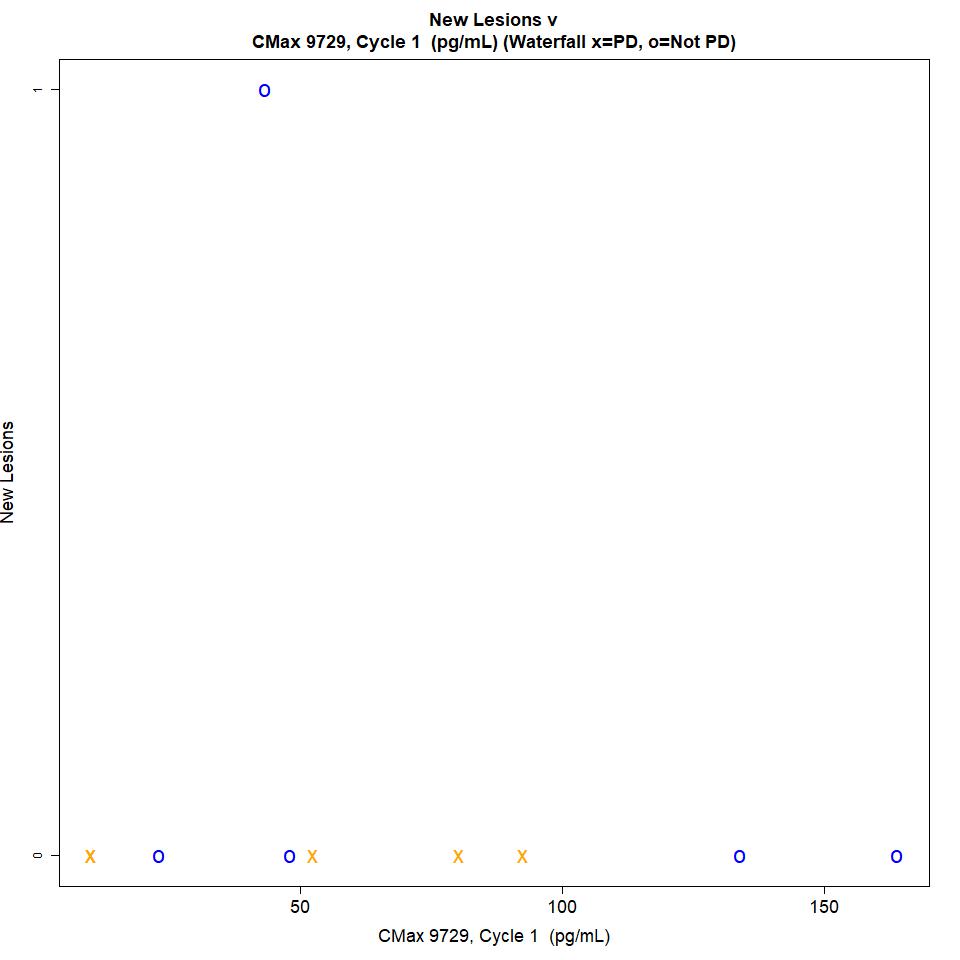 New Lesions v
CMax 9729, Cycle 1  (pg/mL) (Waterfall x=PD, o=Not PD)
1
O
New Lesions
0
X O O X X X O O
50 100 150
CMax 9729, Cycle 1  (pg/mL)